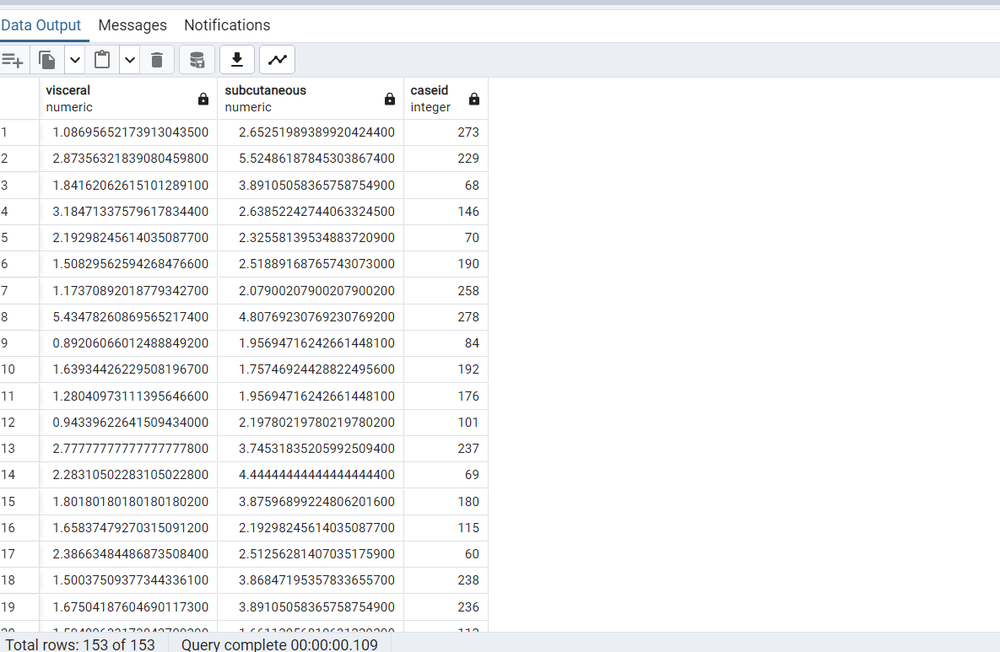 Data Output Messages Notifications
visceral subcutaneous caseid
numeric numeric integer
1 1.08695652173913043500 2.65251989389920424400 273
2 2.87356321839080459800 5.52486187845303867400 229
3 1.84162062615101289100 3.89105058365758754900 68
4 3.18471337579617834400 2.63852242744063324500 146
5 2.19298245614035087700 2.32558139534883720900 70
6 1.50829562594268476600 2.51889168765743073000 190
7 1.17370892018779342700 2.07900207900207900200 258
8 5.43478260869565217400 4.80769230769230769200 278
9 0.89206066012488849200 1.95694716242661448100 84
10 1.63934426229508196700 1.75746924428822495600 192
11 1.28040973111395646600 1.95694716242661448100 176
12 0.94339622641509434000 2.19780219780219780200 101
13 2.77777777777777777800 3.74531835205992509400 237
14 2.28310502283105022800 4.44444444444444444400 69
15 1.80180180180180180200 3.87596899224806201600 180
16 1.65837479270315091200 2.19298245614035087700 115
17 2.38663484486873508400 2.51256281407035175900 60
18 1.50037509377344336100 3.86847195357833655700 238
19 1.67504187604690117300 3.89105058365758754900 236
Total rows: 153 of 153 Query complete 00:00:00.109